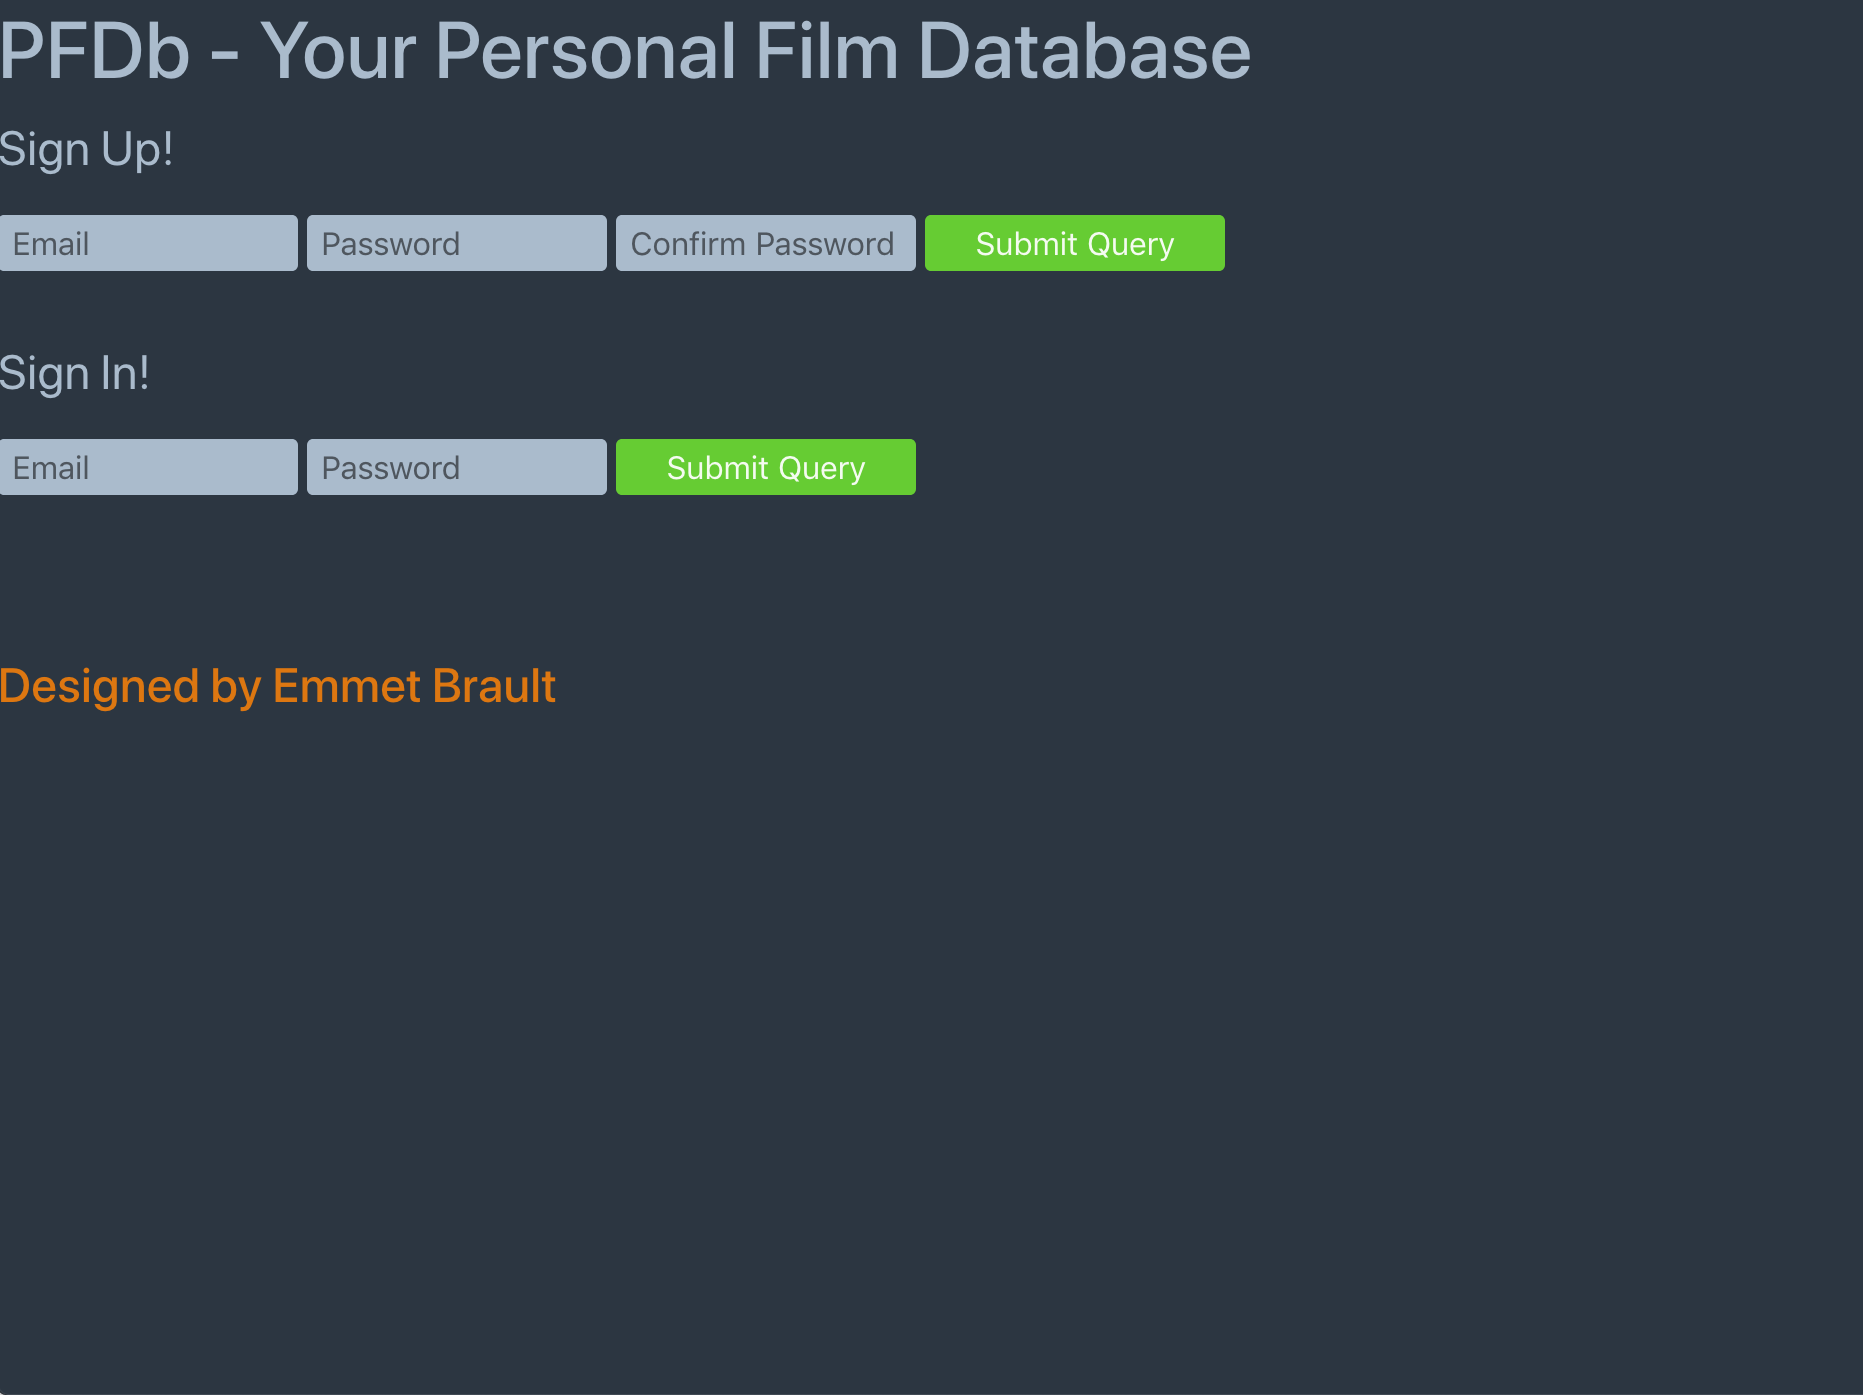 PFDb - Your Personal Film Database
Sign Up!
Email Password Confirm Password Submit Query
Sign In!
Email Password Submit Query
Designed by Emmet Brault